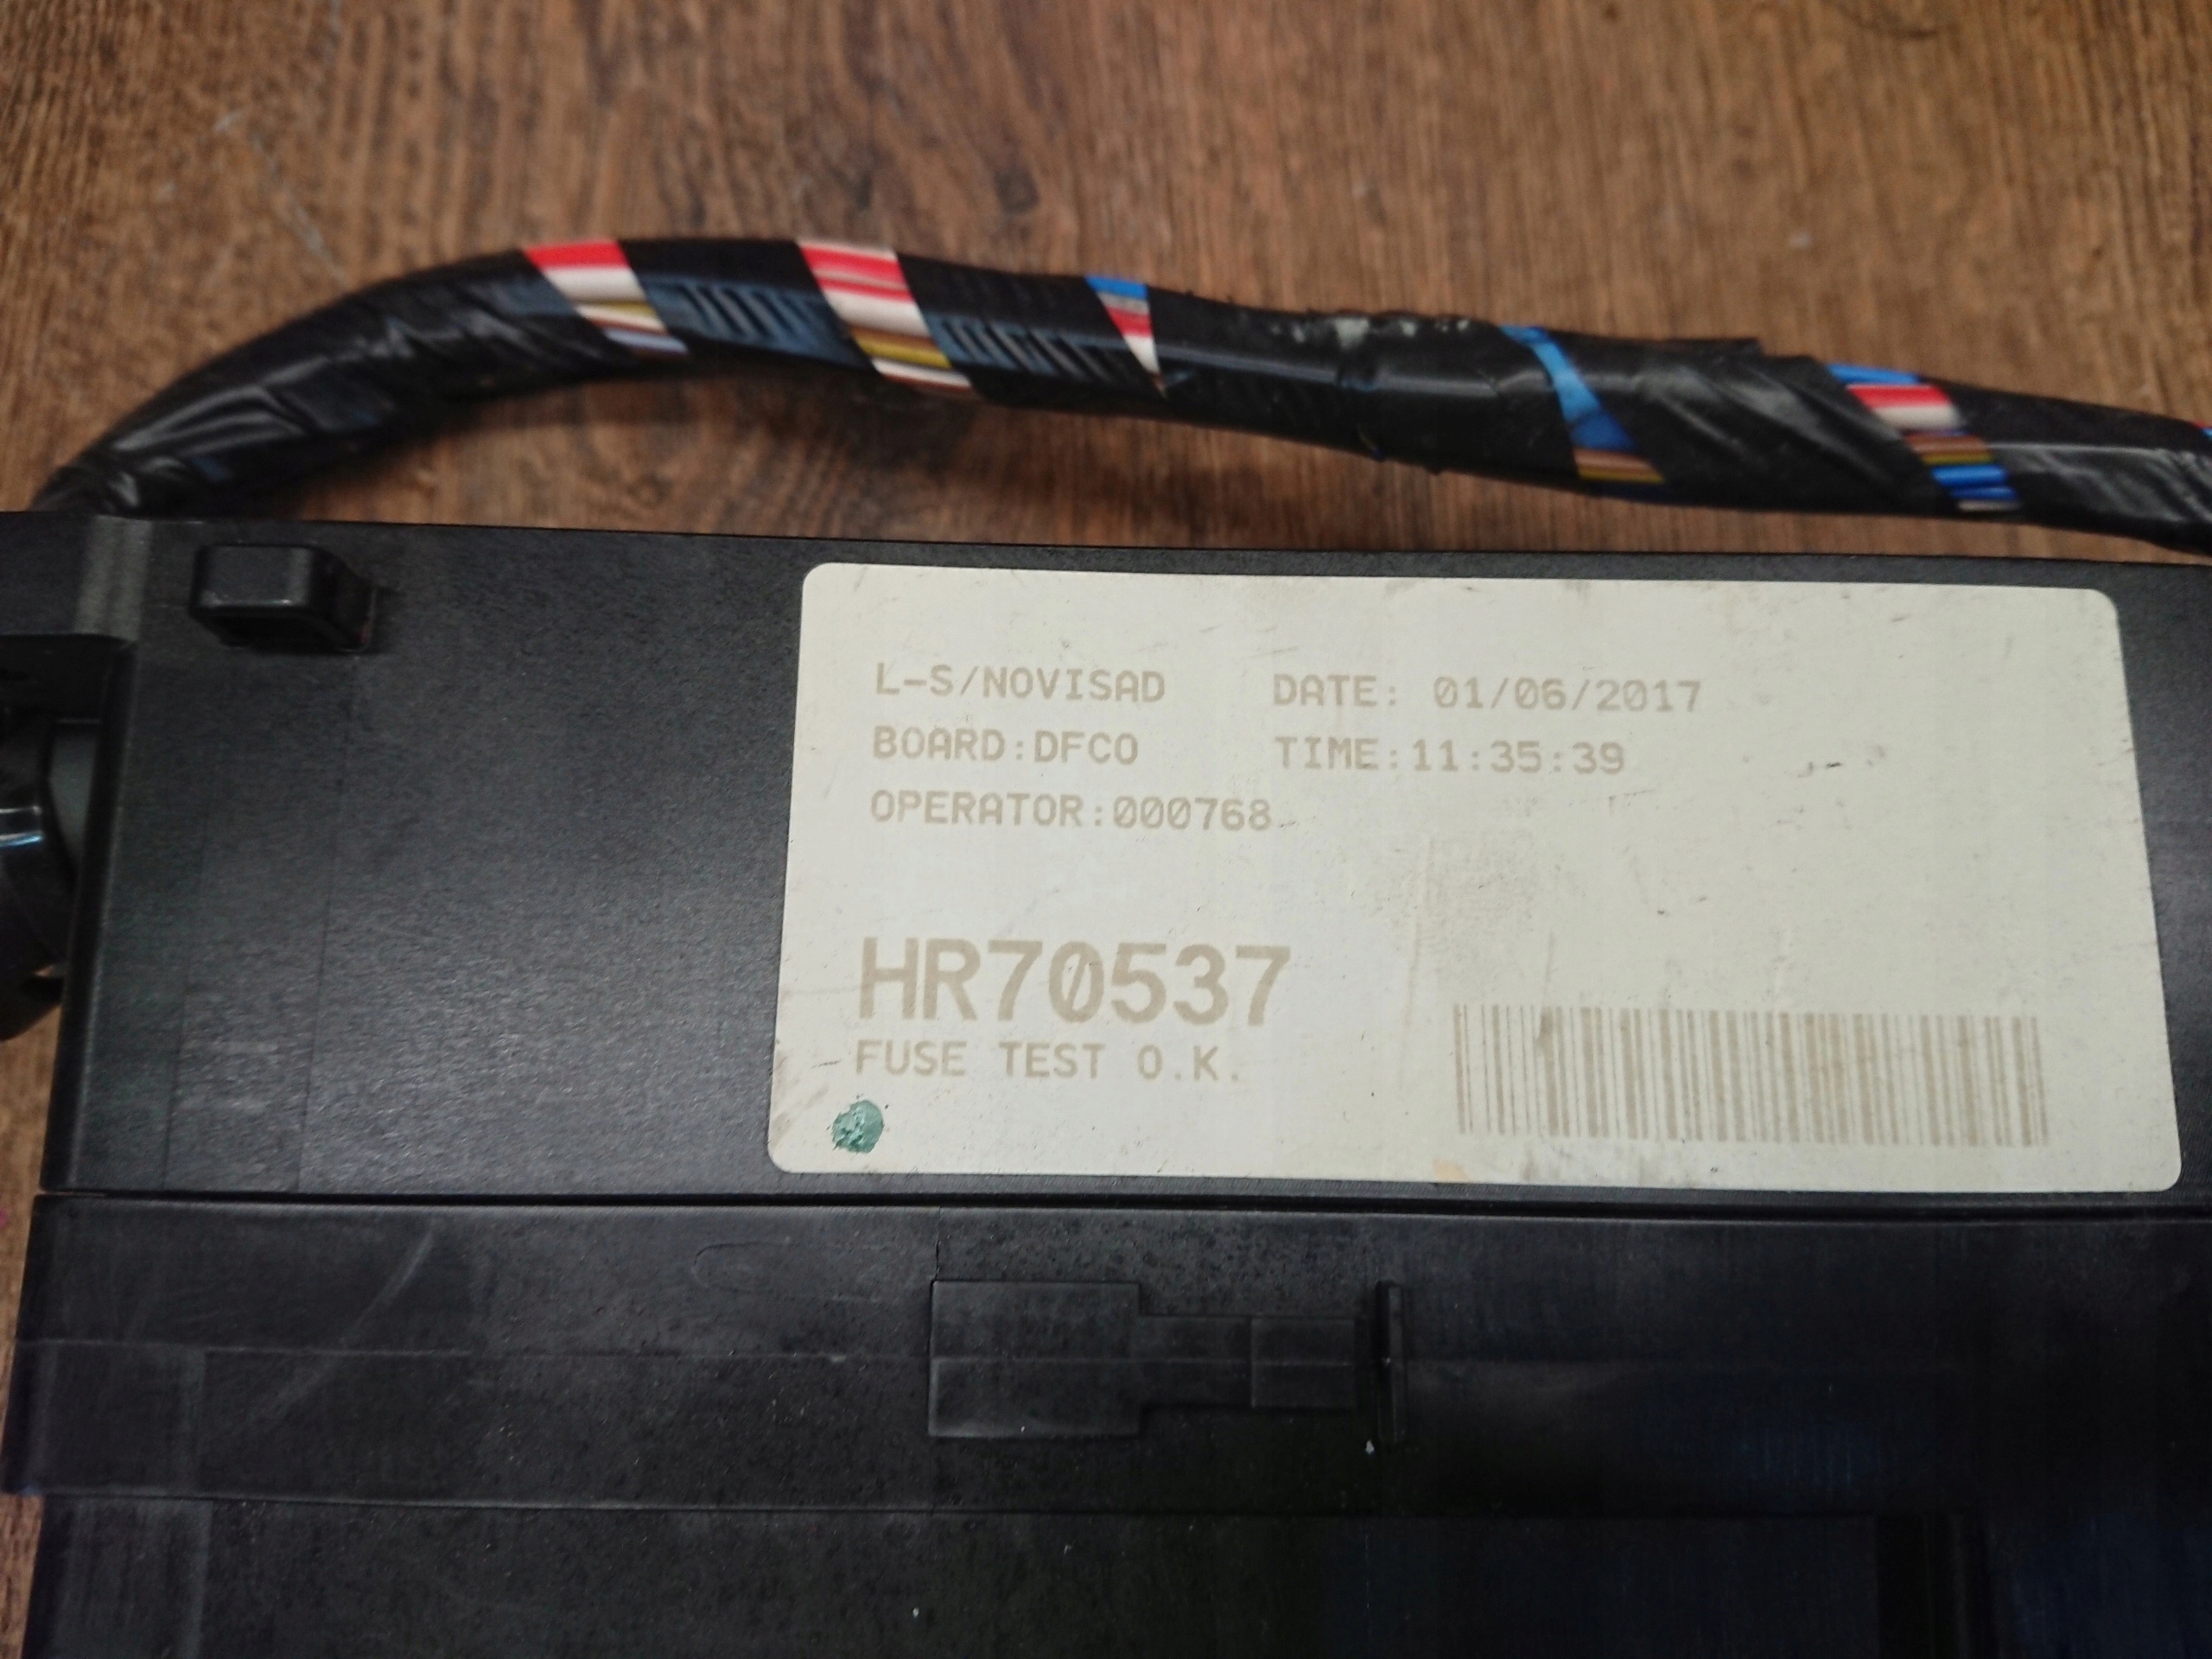 L-S/NOVISAD DATE: 01/06/2017
BOARD:DFCO TIME:11:35:39
OPERATOR:000768
HR70537
FUSE TEST O.K.